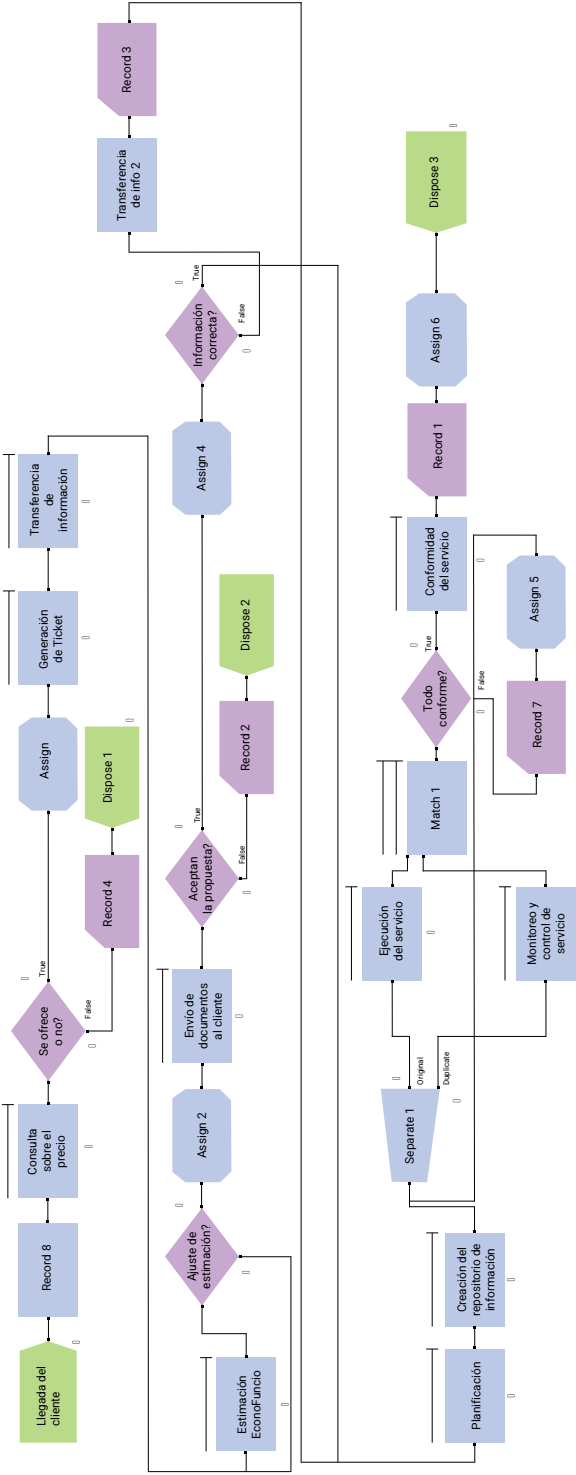 Llegada del
cliente
Record 8
Consulta
sobre el
precio
Se ofrece
o no?
True
False
Record 4
Dispose 1
Assign
Generación
de Ticket
Transferencia
de
información
Estimación
EconoFuncio
Ajuste de
estimación?
Assign 2
Envío de
documentos
al cliente
Aceptan
la propuesta?
True
False
Record 2
Dispose 2
Assign 4
Información
correcta?
True
False
Transferencia
de info 2
Record 3
Planificación
Creación del
repositorio de
información
Separate 1
Original
Duplicate
Ejecución
del servicio
Monitoreo y
control de
servicio
Match 1
Todo
conforme?
True
False
Record 7
Assign 5
Conformidad
del servicio
Record 1
Assign 6
Dispose 3